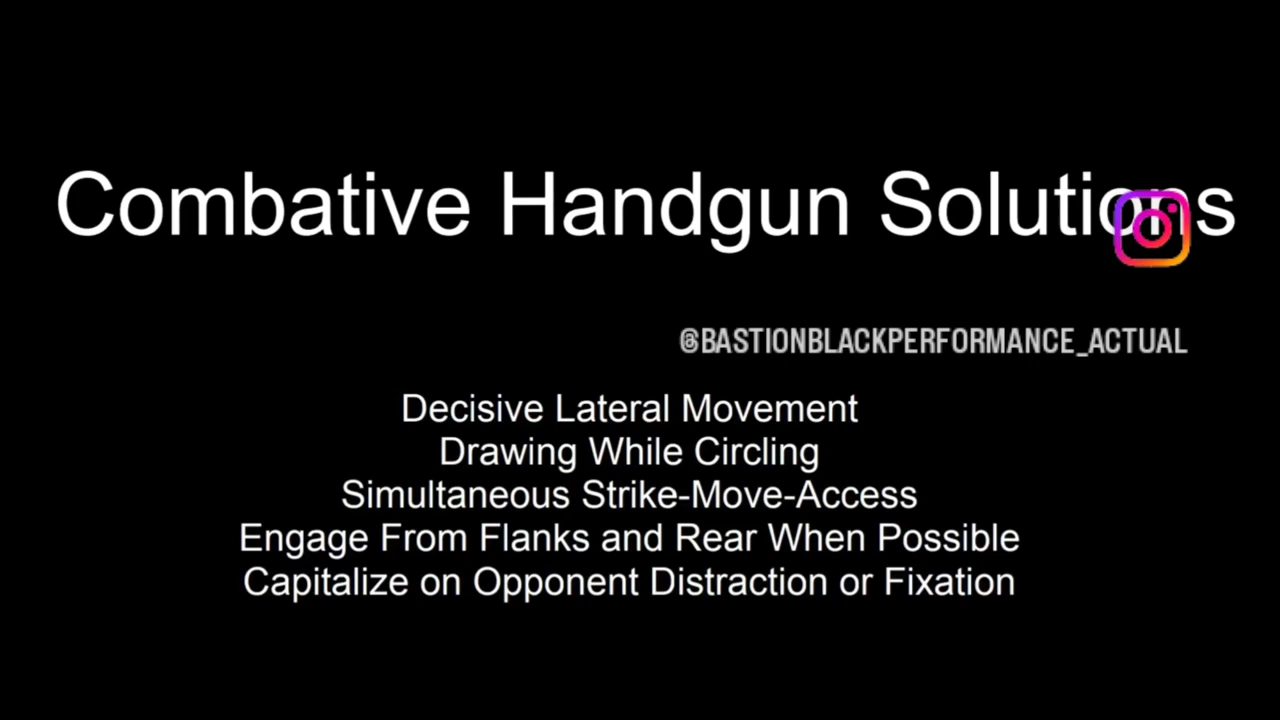 Combative Handgun Solutions
@BASTIONBLACKPERFORMANCE_ACTUAL
Decisive Lateral Movement
Drawing While Circling
Simultaneous Strike-Move-Access
Engage From Flanks and Rear When Possible
Capitalize on Opponent Distraction or Fixation